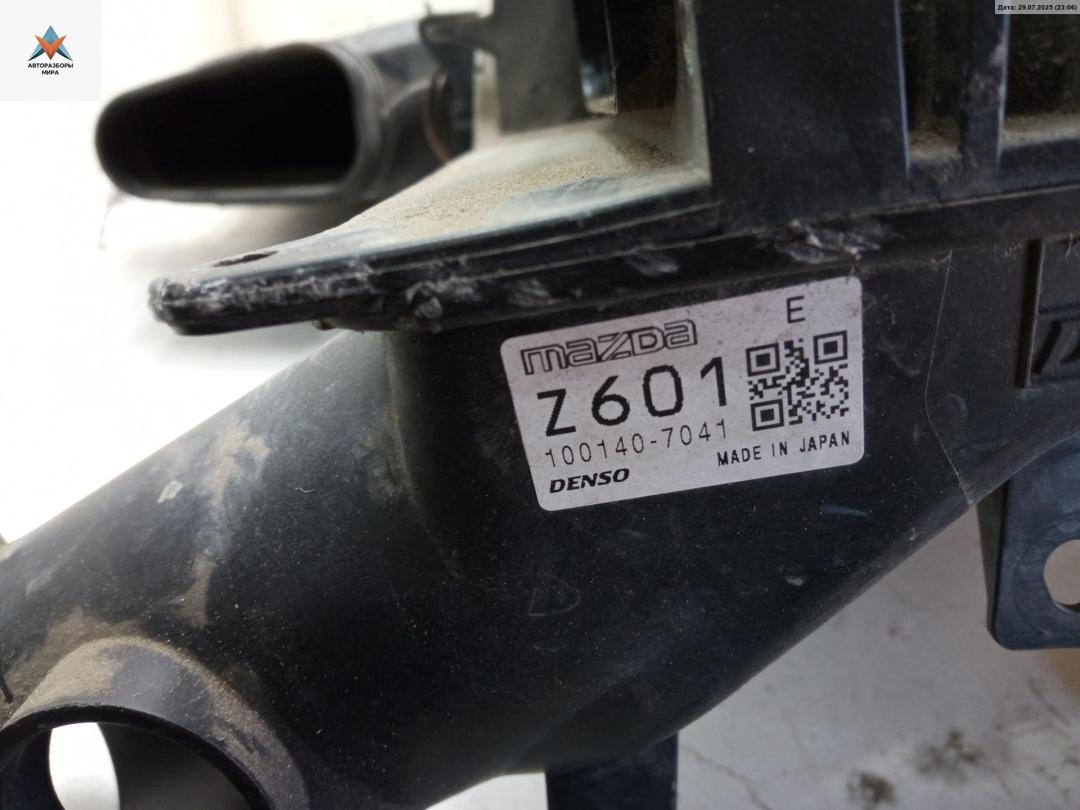 АВТОРАЗБОРЫ
МИРА
Дата: 29.07.2025 (23:06)
E
mazda
Z601
100140-7041
DENSO
MADE IN JAPAN